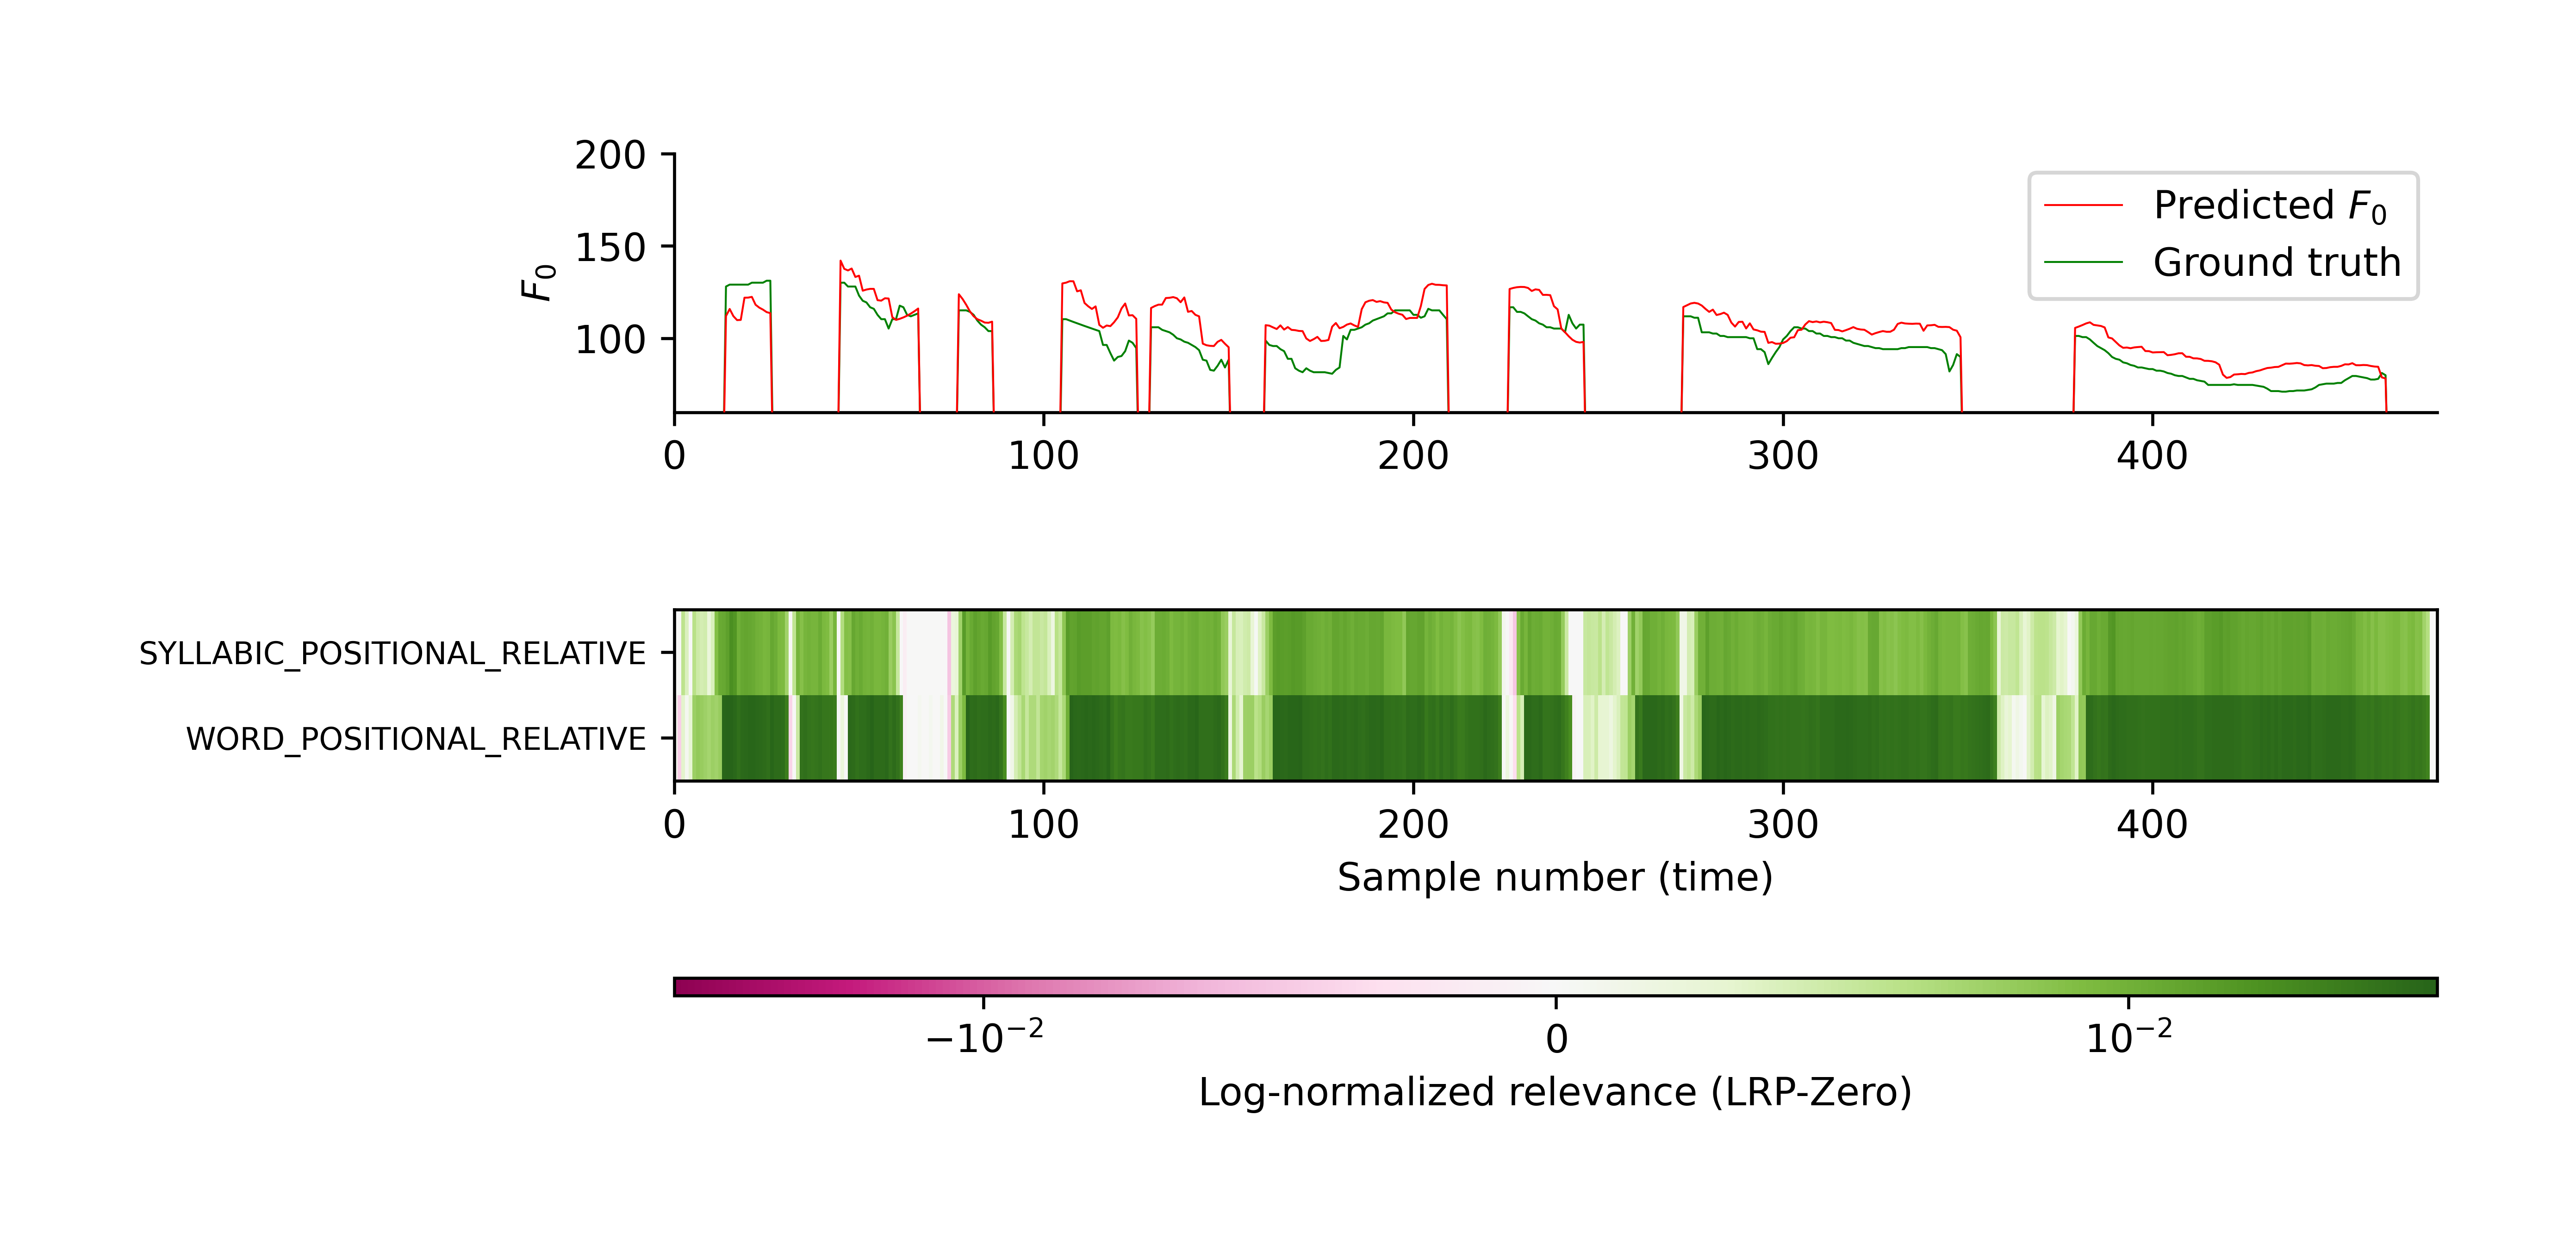 200
150
100
F₀
Predicted F₀
Ground truth
0 100 200 300 400
SYLLABIC_POSITIONAL_RELATIVE
WORD_POSITIONAL_RELATIVE
0 100 200 300 400
Sample number (time)
−10⁻² 0 10⁻²
Log-normalized relevance (LRP-Zero)